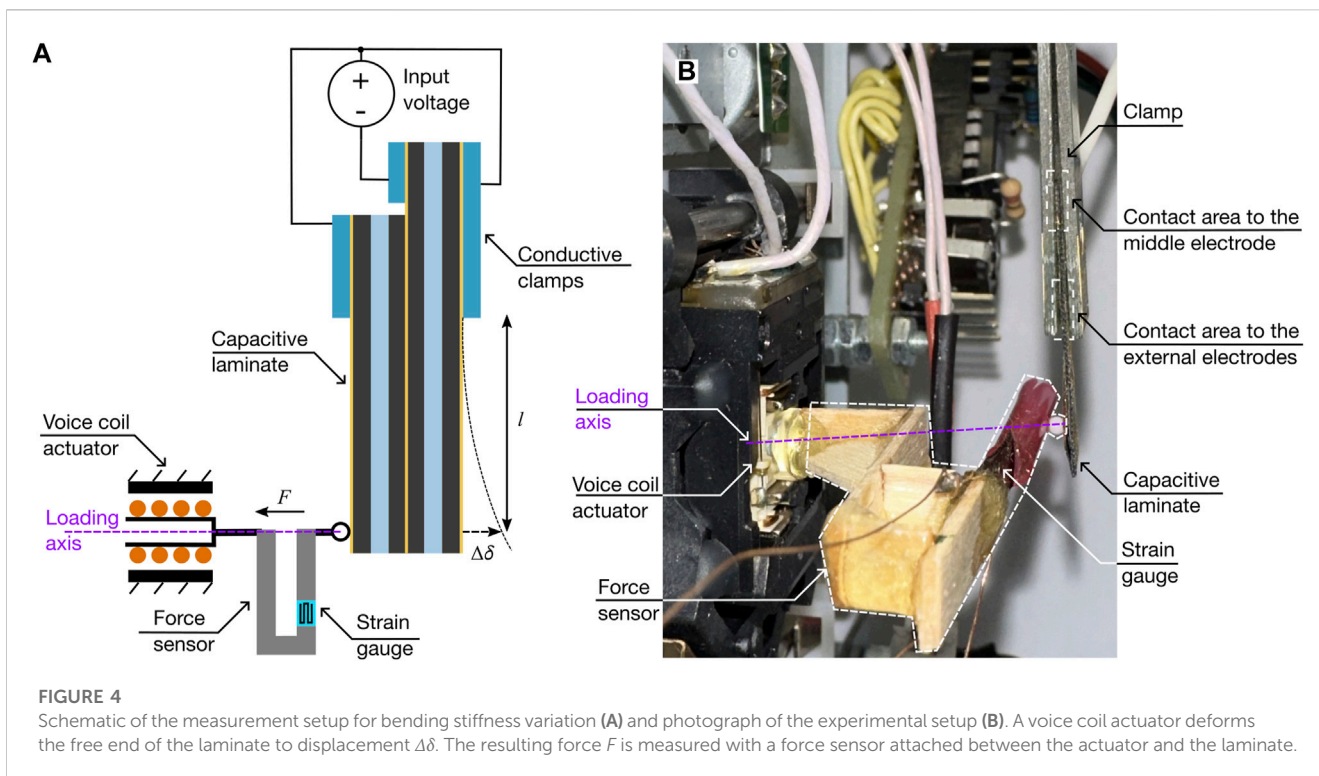 A
+
-
Input
voltage
Conductive
clamps
Capacitive
laminate
l
Voice coil
actuator
F
Loading
axis
Δδ
Force
sensor
Strain
gauge
B
Clamp
Contact area to the
middle electrode
Contact area to the
external electrodes
Loading
axis
Voice coil
actuator
Capacitive
laminate
Force
sensor
Strain
gauge
FIGURE 4
Schematic of the measurement setup for bending stiffness variation (A) and photograph of the experimental setup (B). A voice coil actuator deforms
the free end of the laminate to displacement Δδ. The resulting force F is measured with a force sensor attached between the actuator and the laminate.